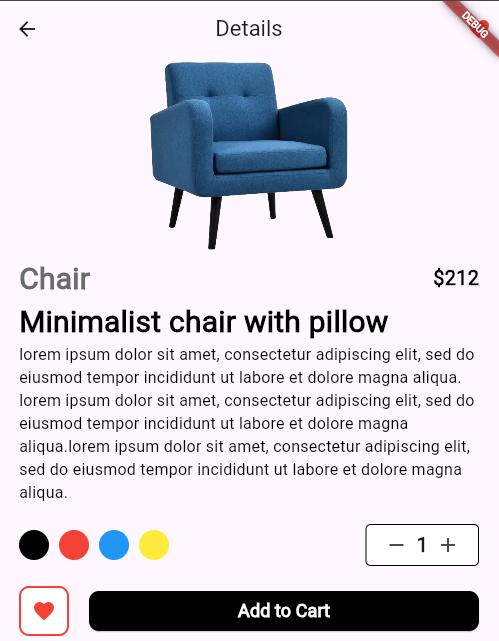 Details
DEBUG
Chair
$212
Minimalist chair with pillow
lorem ipsum dolor sit amet, consectetur adipiscing elit, sed do
eiusmod tempor incididunt ut labore et dolore magna aliqua.
lorem ipsum dolor sit amet, consectetur adipiscing elit, sed do
eiusmod tempor incididunt ut labore et dolore magna
aliqua.lorem ipsum dolor sit amet, consectetur adipiscing elit,
sed do eiusmod tempor incididunt ut labore et dolore magna
aliqua.
1
Add to Cart